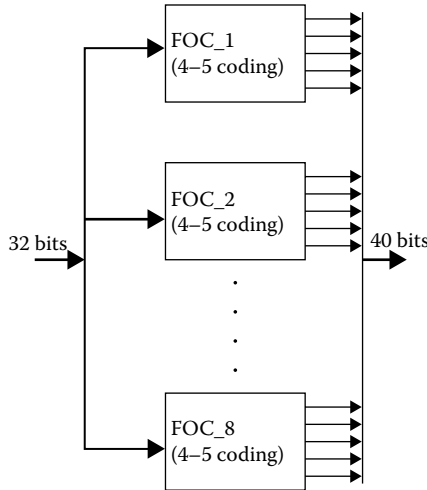 FOC_1
(4–5 coding)
FOC_2
(4–5 coding)
32 bits
40 bits
FOC_8
(4–5 coding)